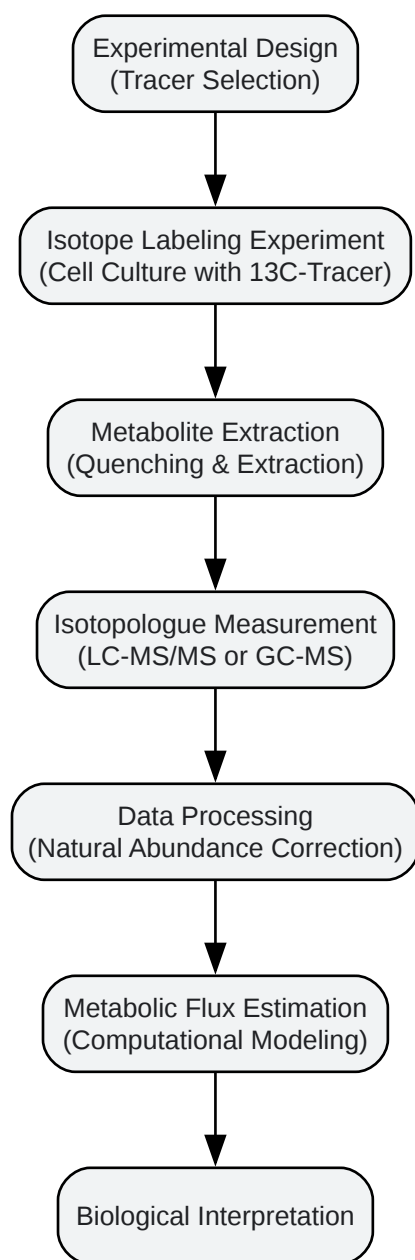 Experimental Design
(Tracer Selection)
Isotope Labeling Experiment
(Cell Culture with 13C-Tracer)
Metabolite Extraction
(Quenching & Extraction)
Isotopologue Measurement
(LC-MS/MS or GC-MS)
Data Processing
(Natural Abundance Correction)
Metabolic Flux Estimation
(Computational Modeling)
Biological Interpretation